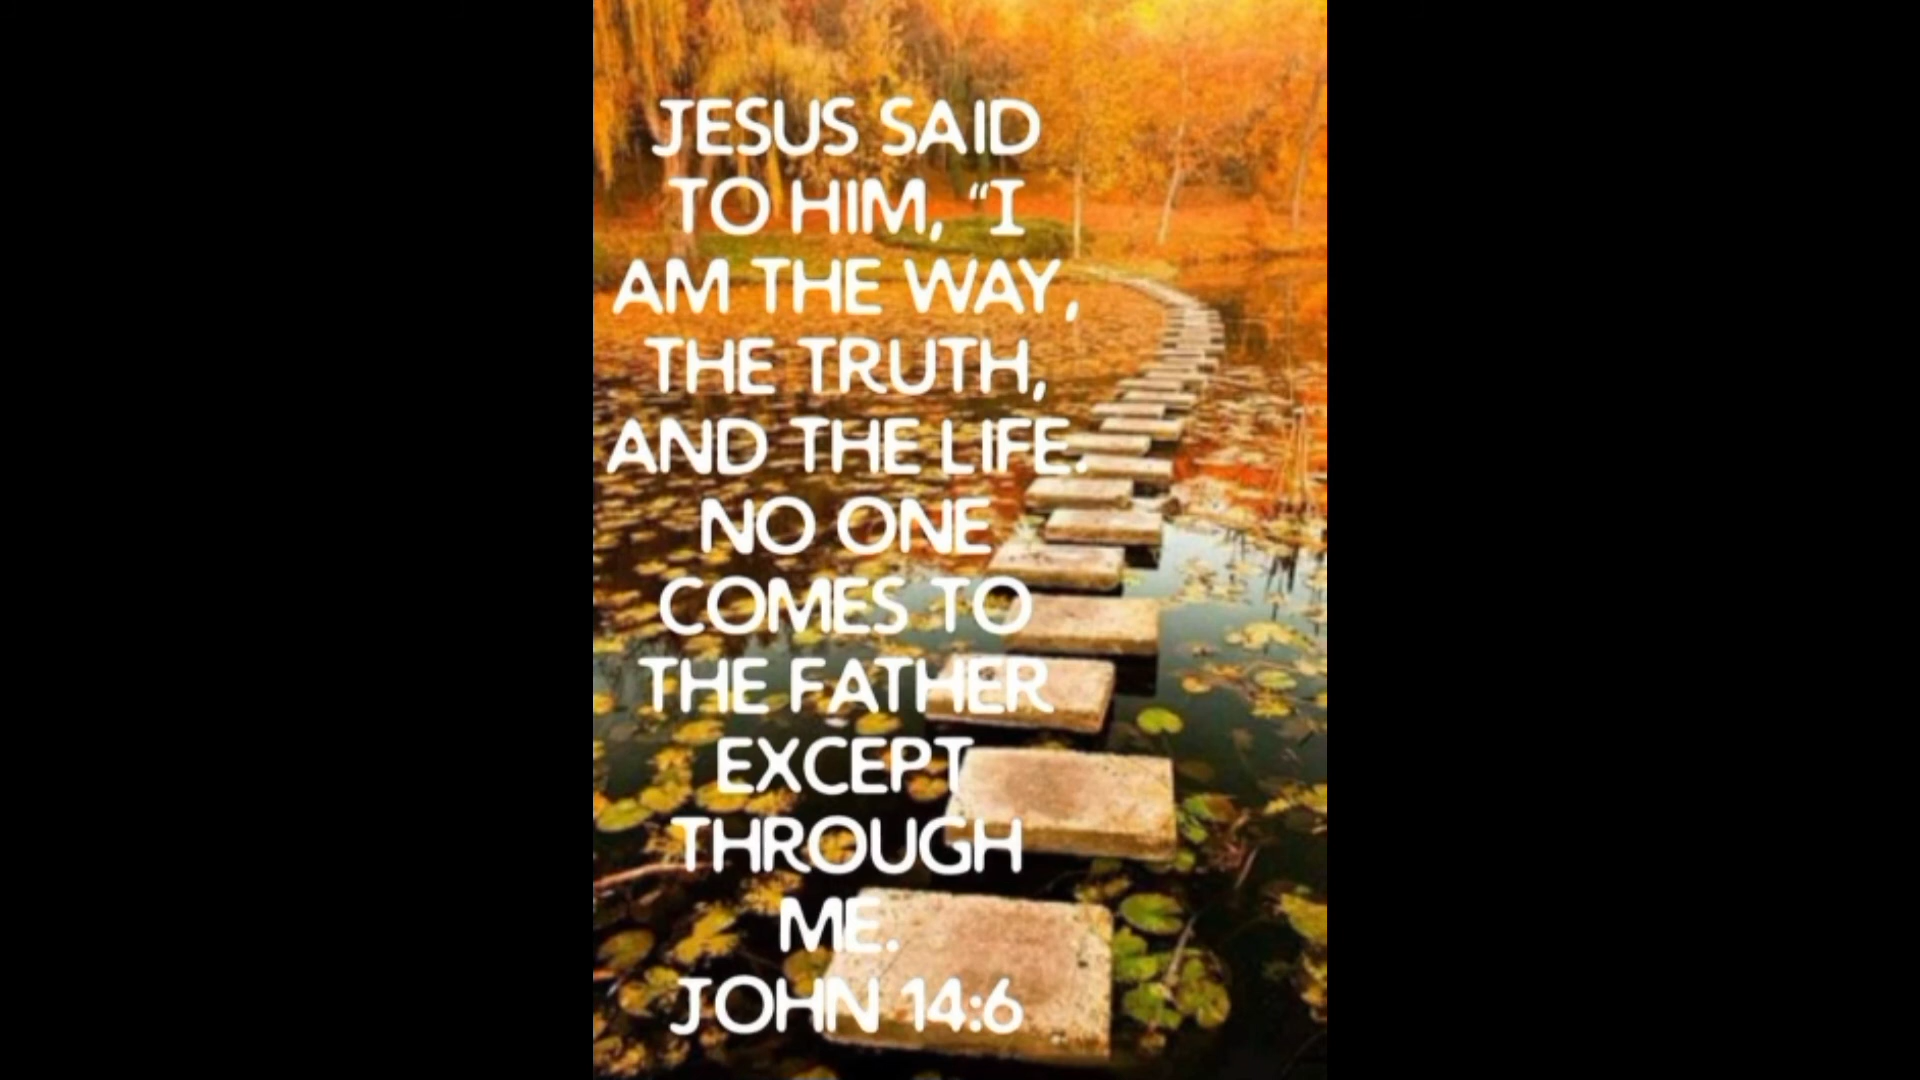 JESUS SAID
TO HIM, “I
AM THE WAY,
THE TRUTH,
AND THE LIFE.
NO ONE
COMES TO
THE FATHER
EXCEPT
THROUGH
ME.
JOHN 14:6